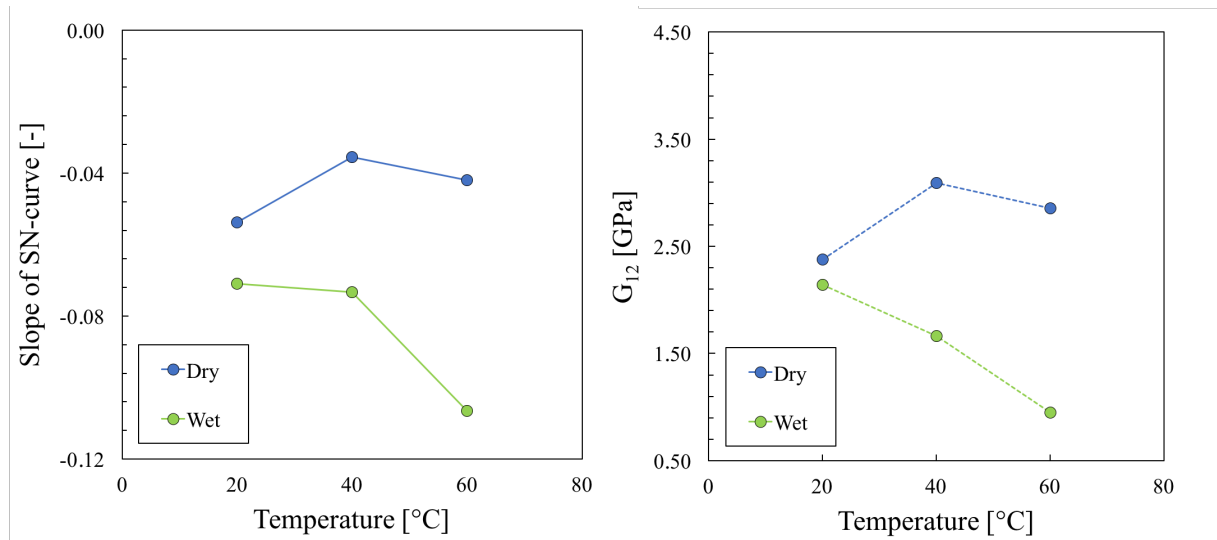 0.00
-0.04
-0.08
-0.12
Slope of SN-curve [-]
Dry
Wet
0 20 40 60 80
Temperature [°C]
4.50
3.50
2.50
1.50
0.50
G12 [GPa]
Dry
Wet
0 20 40 60 80
Temperature [°C]